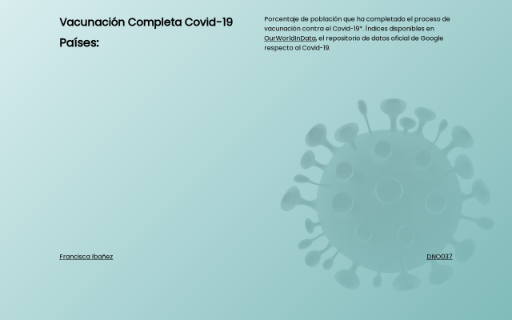 Vacunación Completa Covid-19
Países:
Porcentaje de población que ha completado el proceso de
vacunación contra el Covid-19*. Índices disponibles en
OurWorldInData, el repositorio de datos oficial de Google
respecto al Covid-19.
Francisca Ibañez
DNO037